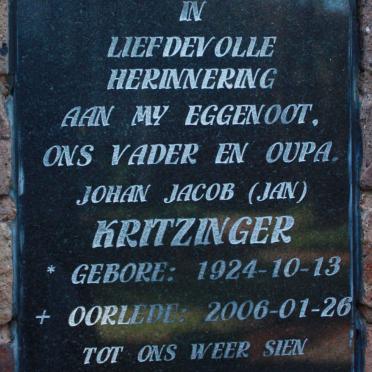 IN
LIEFDEVOLLE
HERINNERING
AAN MY EGGENOOT,
ONS VADER EN OUPA.
JOHAN JACOB (JAN)
KRITZINGER
* GEBORE: 1924-10-13
+ OORLEDE: 2006-01-26
TOT ONS WEER SIEN